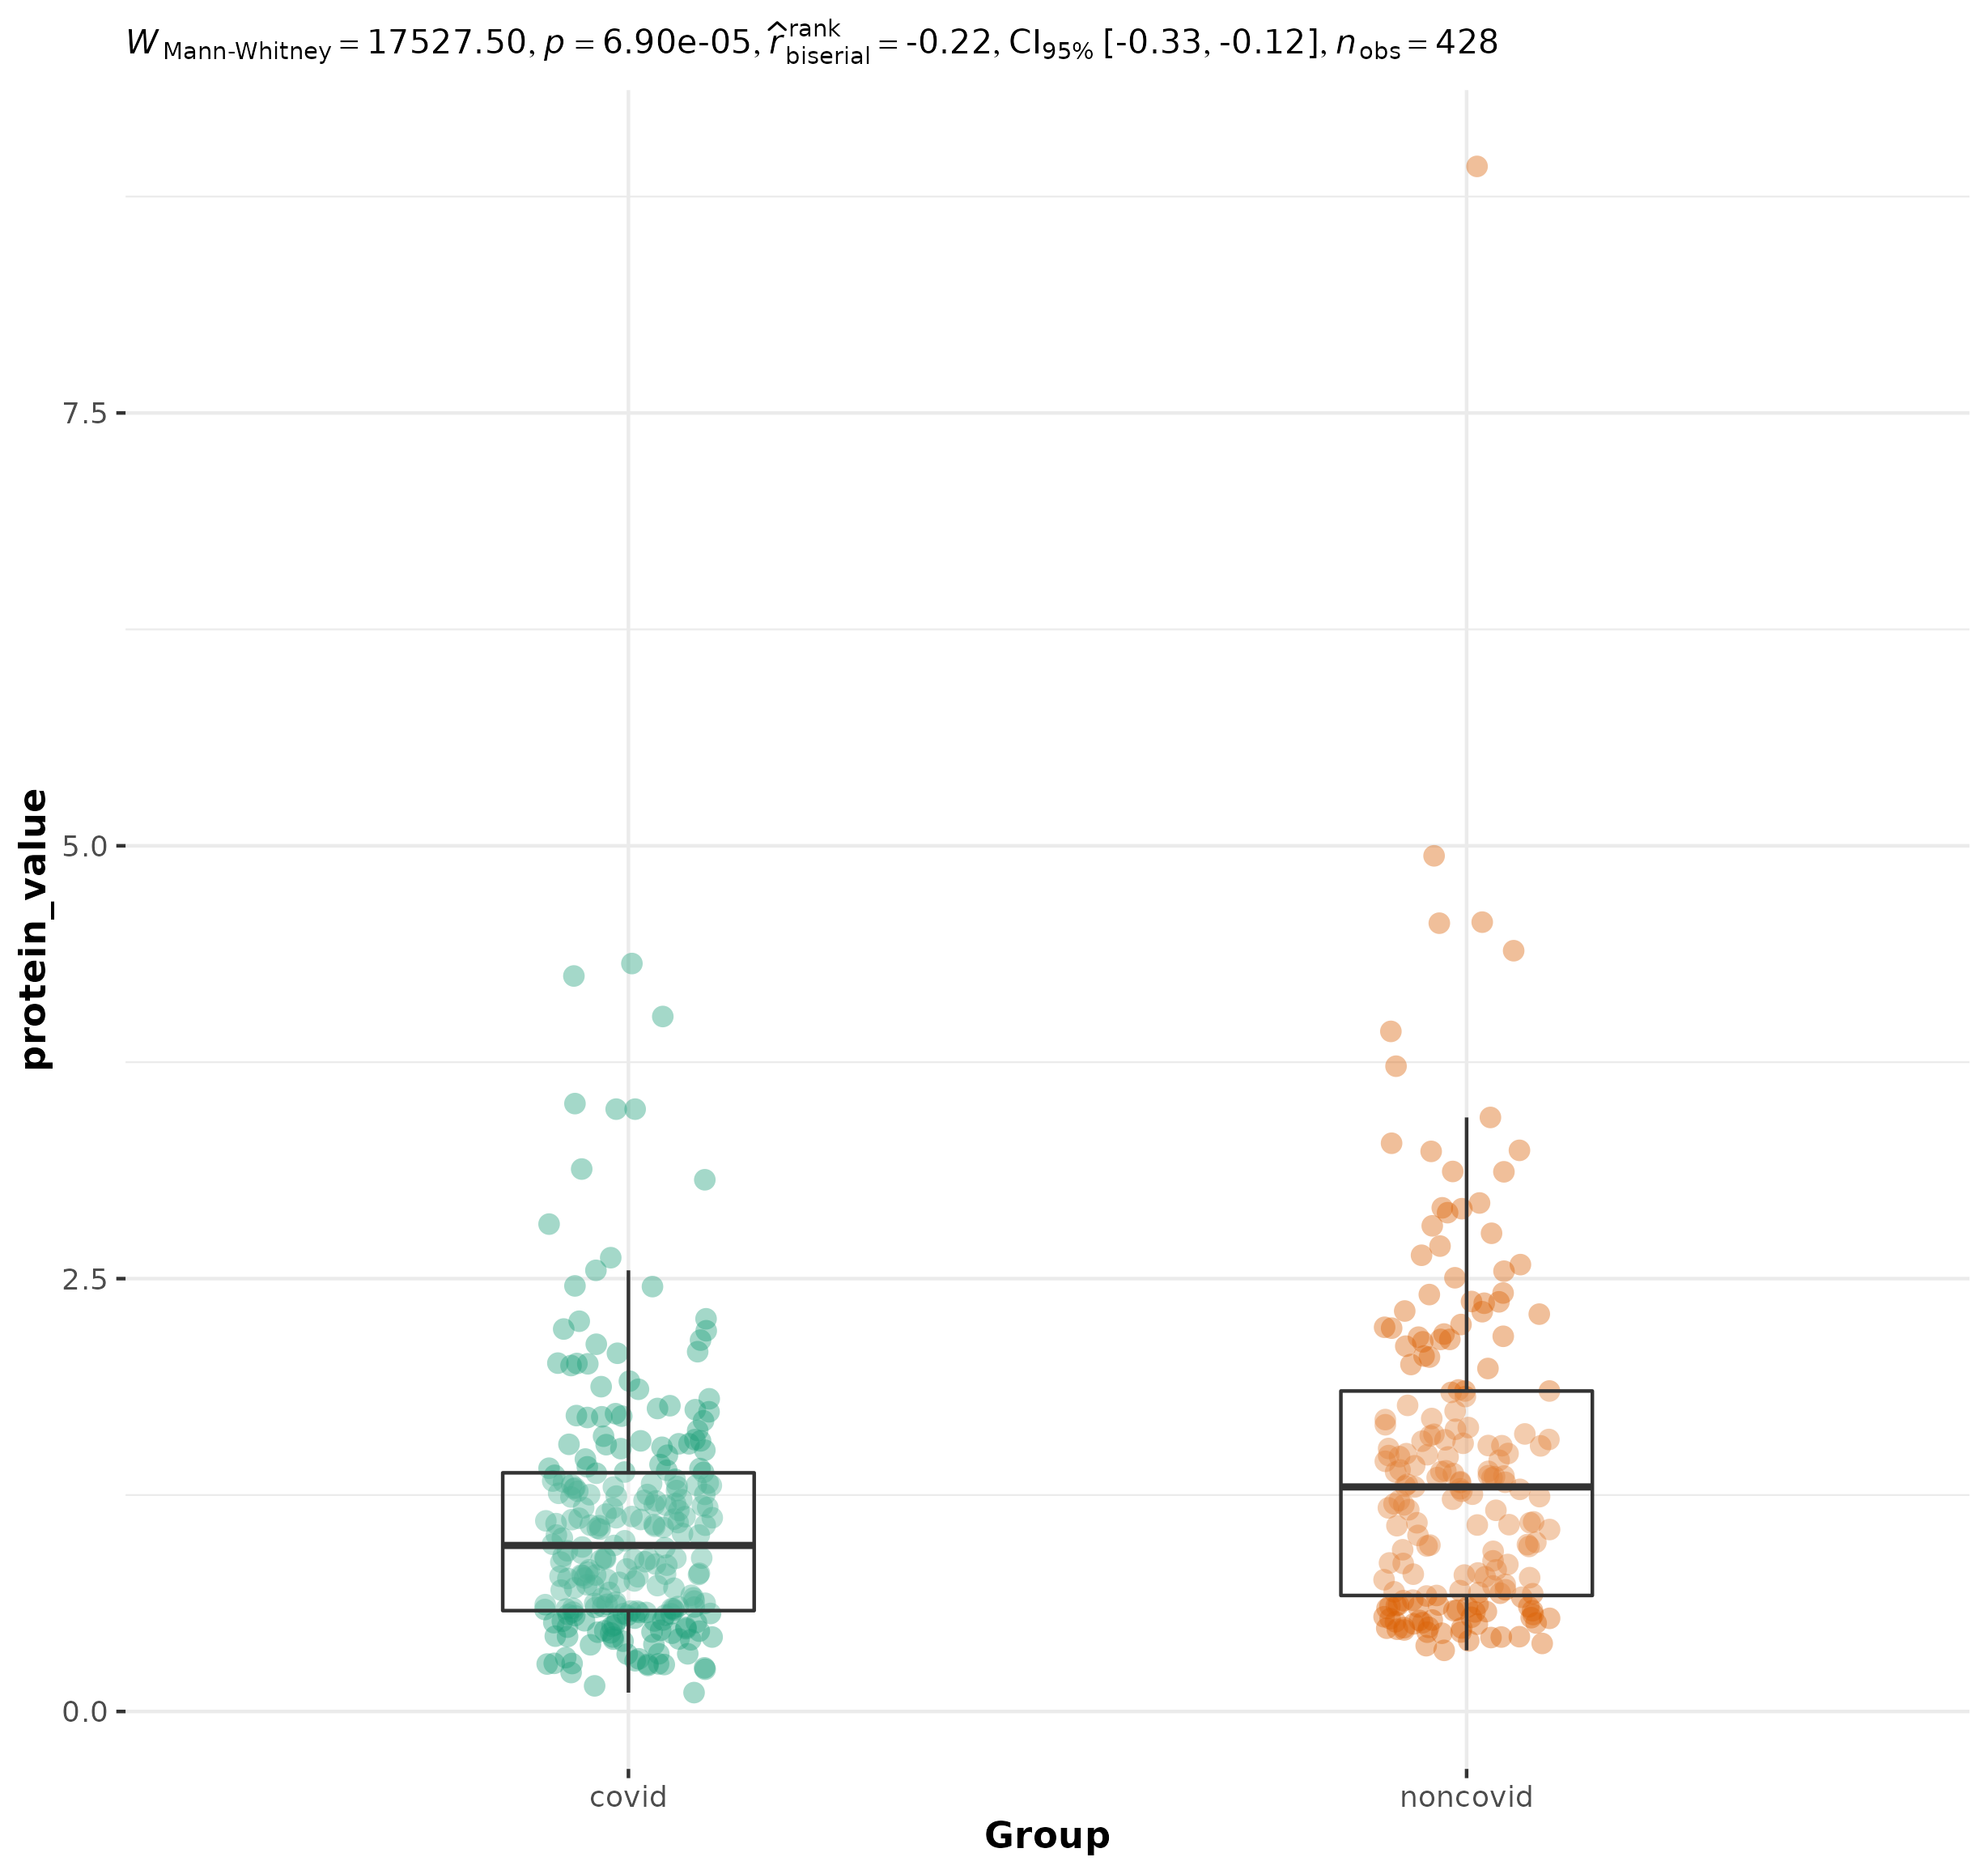 W Mann-Whitney = 17527.50, p = 6.90e-05, r̂ rank biserial = -0.22, CI95% [-0.33, -0.12], n obs = 428
7.5
5.0
2.5
0.0
protein_value
covid noncovid
Group